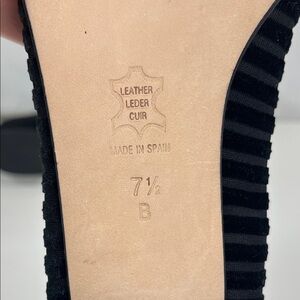 LEATHER
LEDER
CUIR
MADE IN SPAIN
7½
B